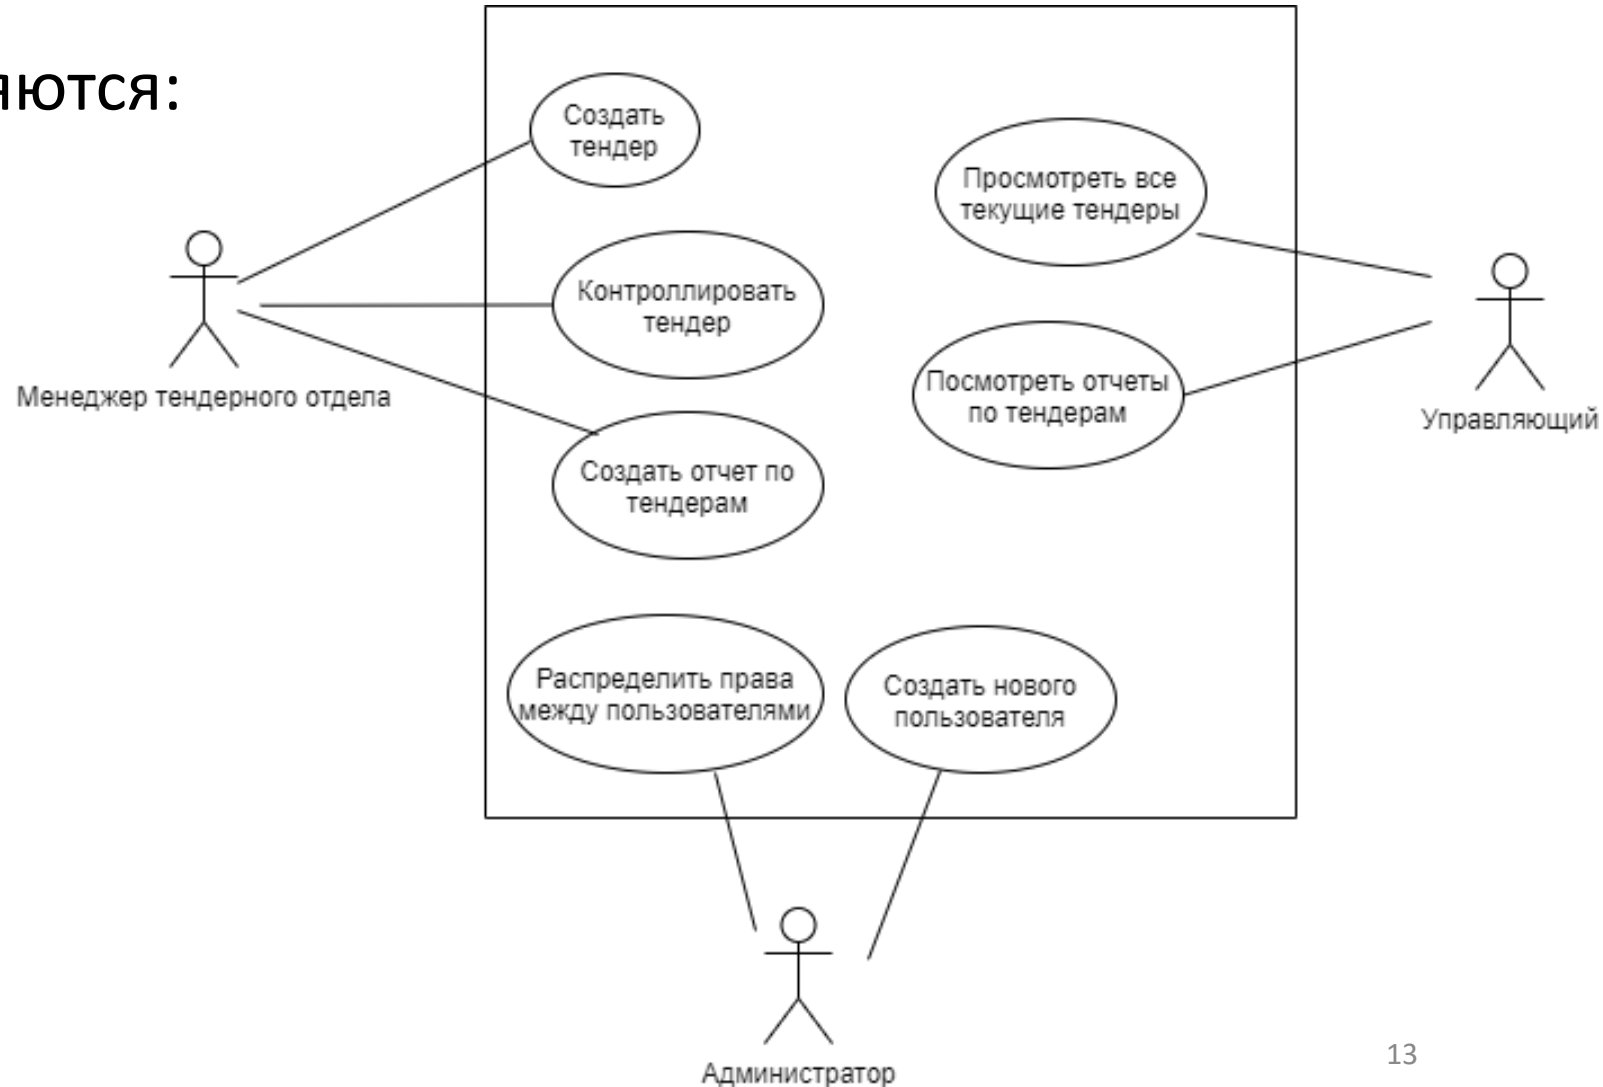 яются:
Создать
тендер
Просмотреть все
текущие тендеры
Контроллировать
тендер
Менеджер тендерного отдела
Посмотреть отчеты
по тендерам
Управляющий
Создать отчет по
тендерам
Распределить права
между пользователями
Создать нового
пользователя
Администратор
13